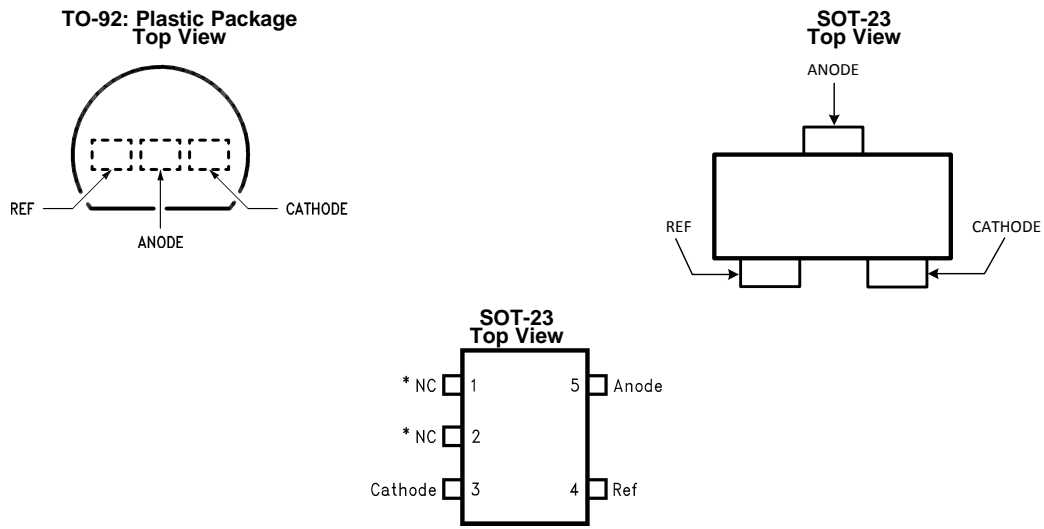 TO-92: Plastic Package
Top View
REF
ANODE
CATHODE
SOT-23
Top View
ANODE
REF
CATHODE
SOT-23
Top View
* NC 1
5 Anode
* NC 2
Cathode 3
4 Ref